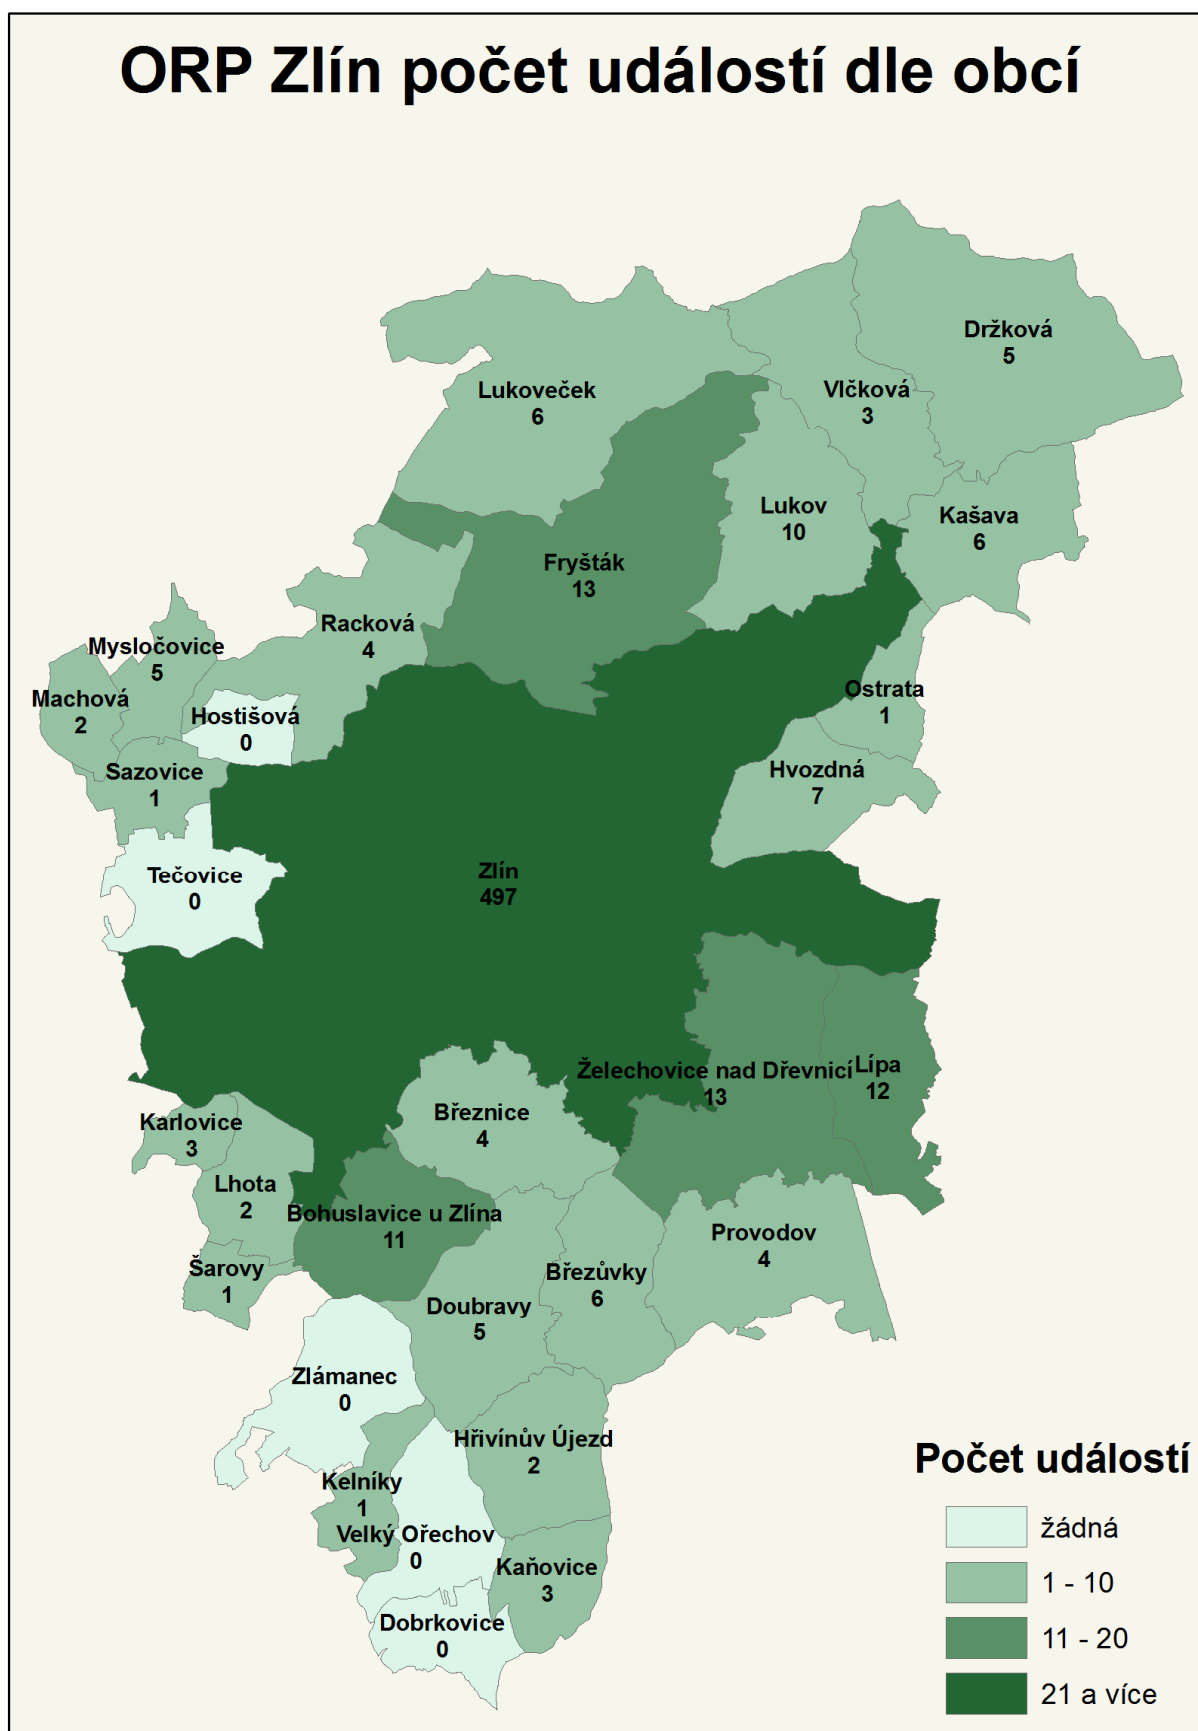 ORP Zlín počet událostí dle obcí
Držková
5
Lukoveček
6
Vlčková
3
Lukov
10
Kašava
6
Fryšták
13
Racková
4
Mysločovice
5
Machová
2
Hostišová
0
Ostrata
1
Sazovice
1
Hvozdná
7
Tečovice
0
Zlín
497
Želechovice nad Dřevnicí
13
Lípa
12
Březnice
4
Karlovice
3
Lhota
2
Bohuslavice u Zlína
11
Provodov
4
Šarovy
1
Březůvky
6
Doubravy
5
Zlámanec
0
Hřivínův Újezd
2
Kelníky
1
Velký Ořechov
0
Kaňovice
3
Dobrkovice
0
Počet událostí
žádná
1 - 10
11 - 20
21 a více